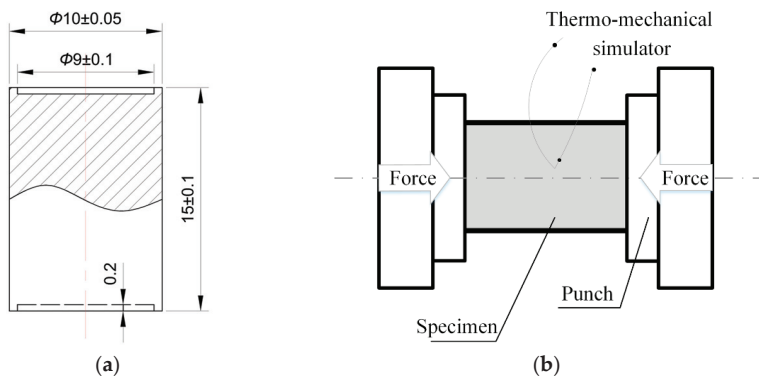 Φ10±0.05
Φ9±0.1
15±0.1
0.2
(a)
Thermo-mechanical
simulator
Force
Force
Punch
Specimen
(b)